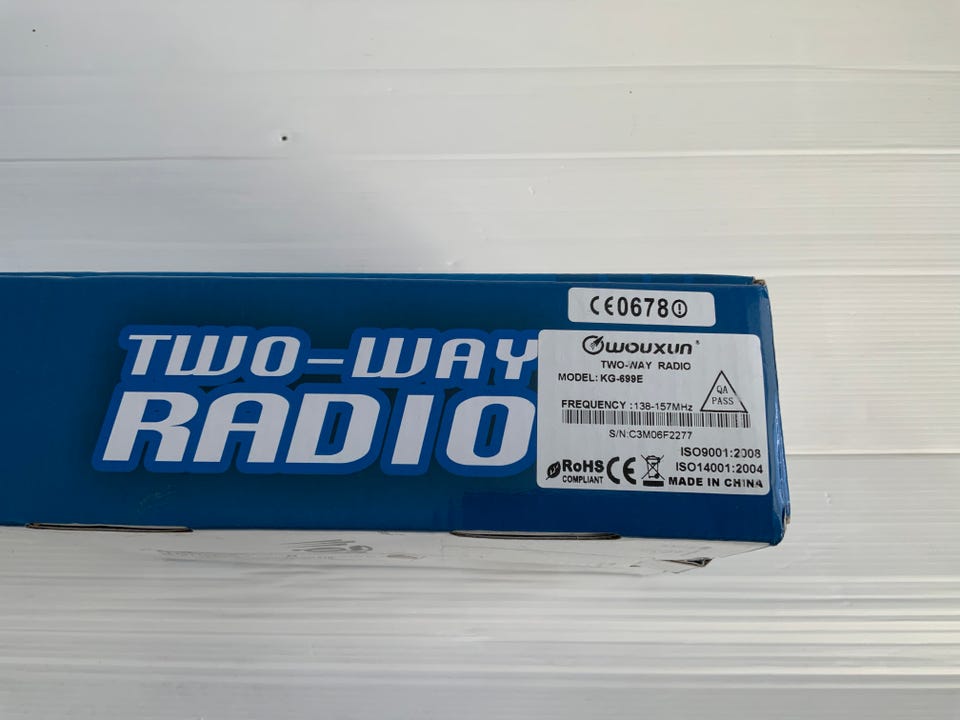 TWO-WAY
RADIO
CE0678
WOUXUN®
TWO-WAY RADIO
MODEL: KG-699E
QA
PASS
FREQUENCY :138-157MHz
S/N:C3M06F2277
ISO9001:2008
ISO14001:2004
RoHS
COMPLIANT
CE
MADE IN CHINA